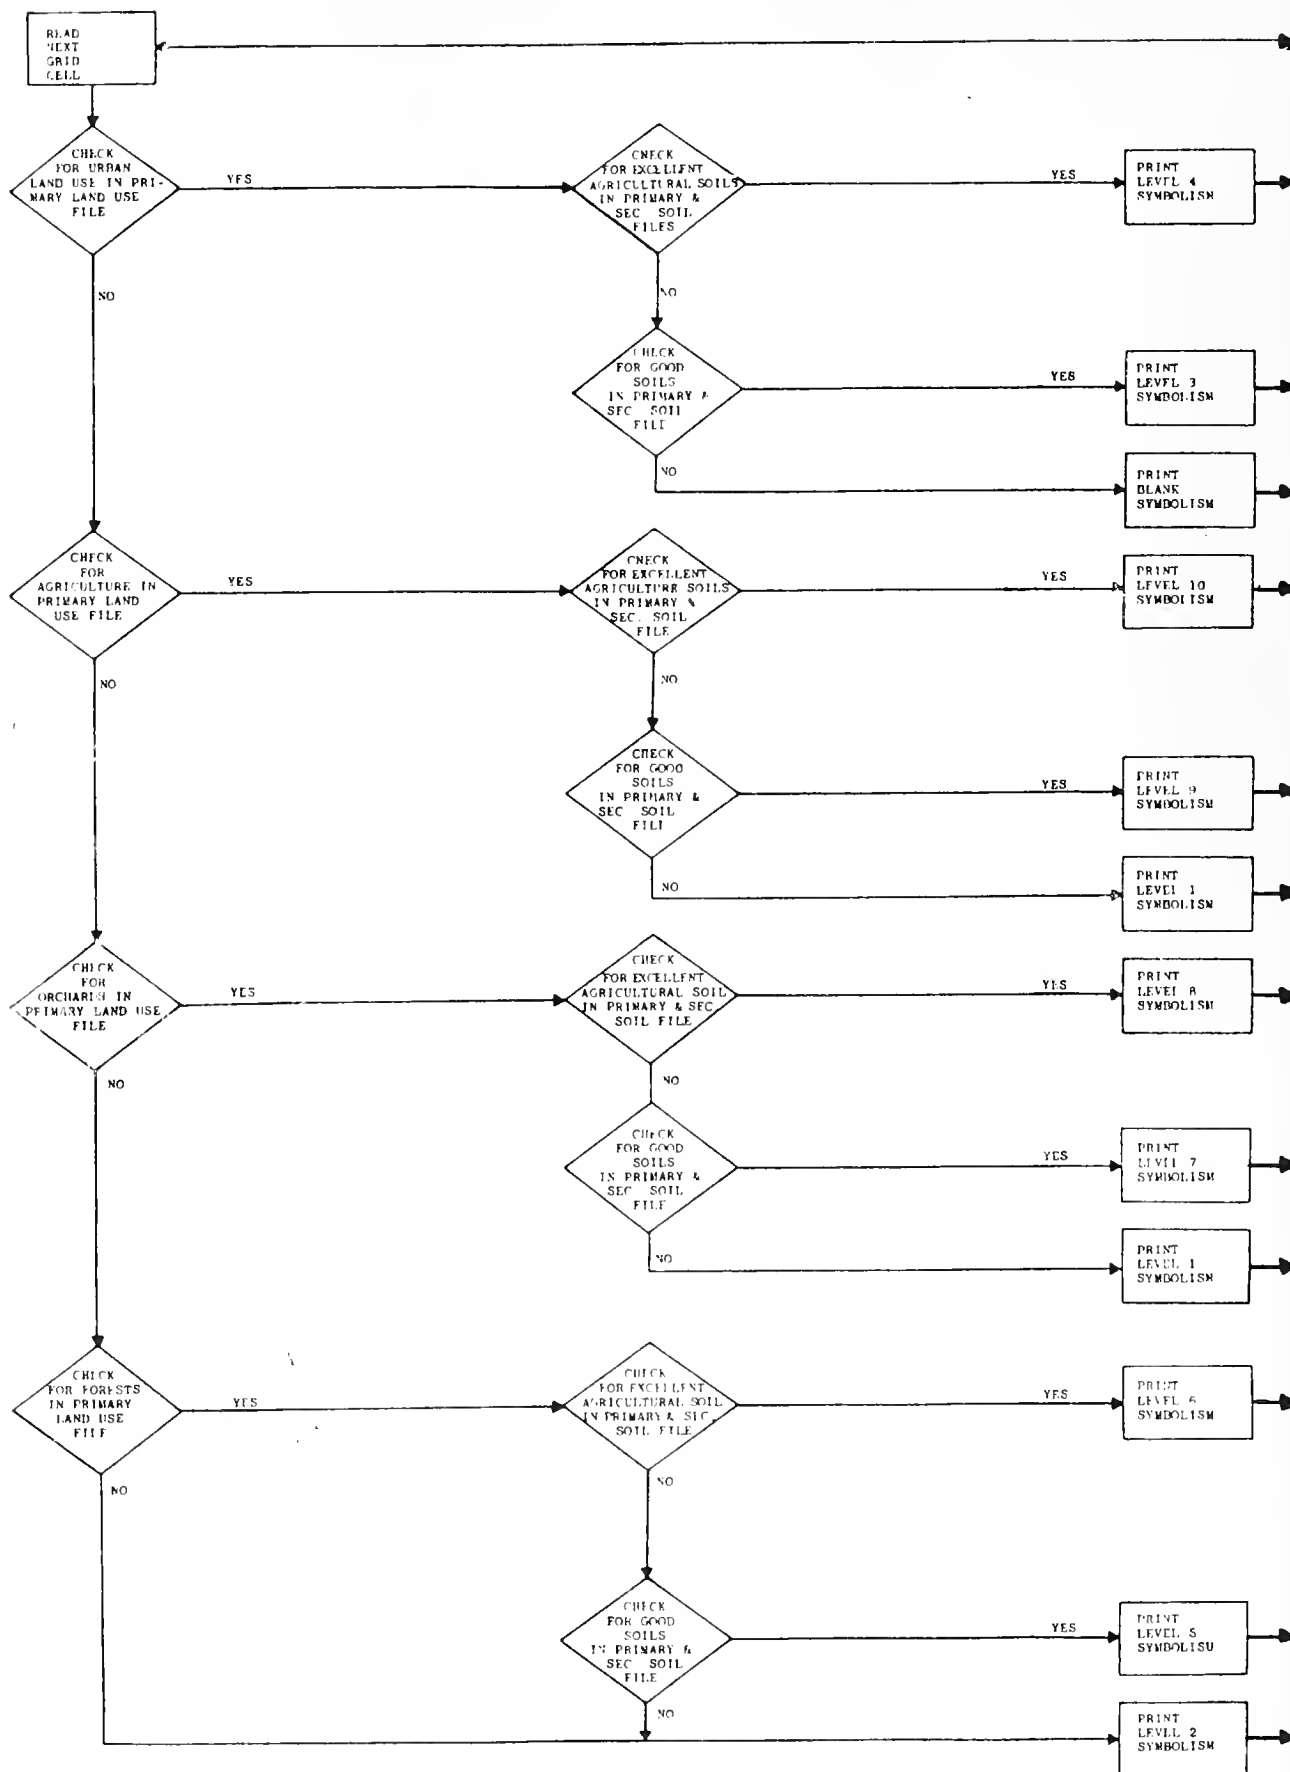 READ
NEXT
GRID
CELL
CHECK
FOR URBAN
LAND USE IN PRI-
MARY LAND USE
FILE
YES
CHECK
FOR EXCELLENT
AGRICULTURAL SOILS
IN PRIMARY &
SEC SOIL
FILES
YES
PRINT
LEVEL 4
SYMBOLISM
NO
NO
CHECK
FOR GOOD
SOILS
IN PRIMARY &
SEC SOIL
FILE
YES
PRINT
LEVEL 3
SYMBOLISM
NO
PRINT
BLANK
SYMBOLISM
CHECK
FOR
AGRICULTURE IN
PRIMARY LAND
USE FILE
YES
CHECK
FOR EXCELLENT
AGRICULTURE SOILS
IN PRIMARY &
SEC. SOIL
FILE
YES
PRINT
LEVEL 10
SYMBOLISM
NO
NO
CHECK
FOR GOOD
SOILS
IN PRIMARY &
SEC SOIL
FILE
YES
PRINT
LEVEL 9
SYMBOLISM
NO
PRINT
LEVEL 1
SYMBOLISM
CHECK
FOR
ORCHARDS IN
PRIMARY LAND USE
FILE
YES
CHECK
FOR EXCELLENT
AGRICULTURAL SOIL
IN PRIMARY & SEC
SOIL FILE
YES
PRINT
LEVEL 8
SYMBOLISM
NO
NO
CHECK
FOR GOOD
SOILS
IN PRIMARY &
SEC SOIL
FILE
YES
PRINT
LEVEL 7
SYMBOLISM
NO
PRINT
LEVEL 1
SYMBOLISM
CHECK
FOR FORESTS
IN PRIMARY
LAND USE
FILE
YES
CHECK
FOR EXCELLENT
AGRICULTURAL SOIL
IN PRIMARY & SEC.
SOIL FILE
YES
PRINT
LEVEL 6
SYMBOLISM
NO
NO
CHECK
FOR GOOD
SOILS
IN PRIMARY &
SEC SOIL
FILE
YES
PRINT
LEVEL 5
SYMBOLISM
NO
PRINT
LEVEL 2
SYMBOLISM